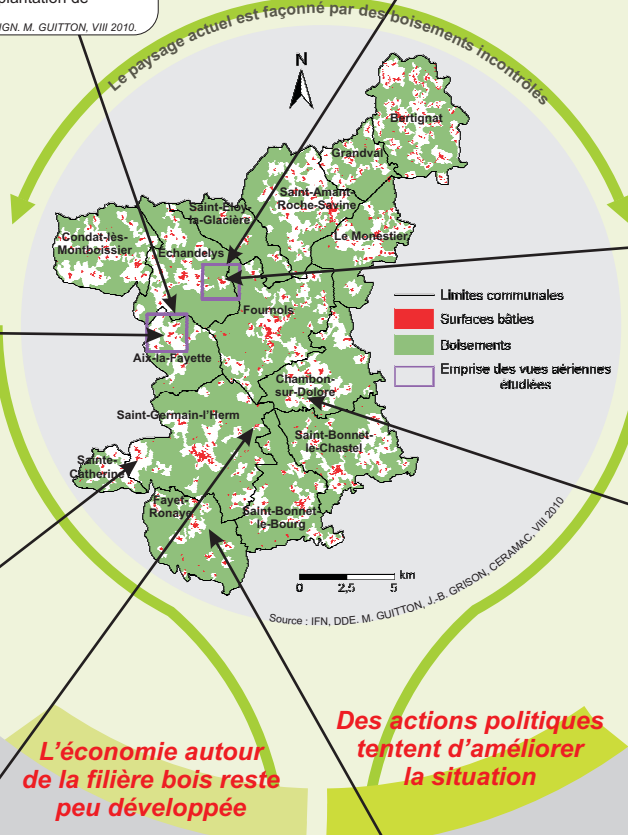 plantation de
IGN. M. GUITTON, VIII 2010.
Le paysage actuel est façonné par des boisements incontrôlés
N
Bertignat
Grandval
Saint-Amant-
Roche-Savine
Saint-Eloy-
la-Glacière
Le Monestier
Condat-lès-
Montboissier
Echandelys
Fournols
Aix-la-Fayette
Chambon-
sur-Dolore
Saint-Germain-l'Herm
Saint-Bonnet-
le-Chastel
Sainte-
Catherine
Fayet-
Ronaye
Saint-Bonnet-
le-Bourg
Limites communales
Surfaces bâties
Boisements
Emprise des vues aériennes
étudiées
0 2,5 5 km
Source : IFN, DDE. M. GUITTON, J.-B. GRISON, CERAMAC, VIII 2010
L'économie autour
de la filière bois reste
peu développée
Des actions politiques
tentent d'améliorer
la situation